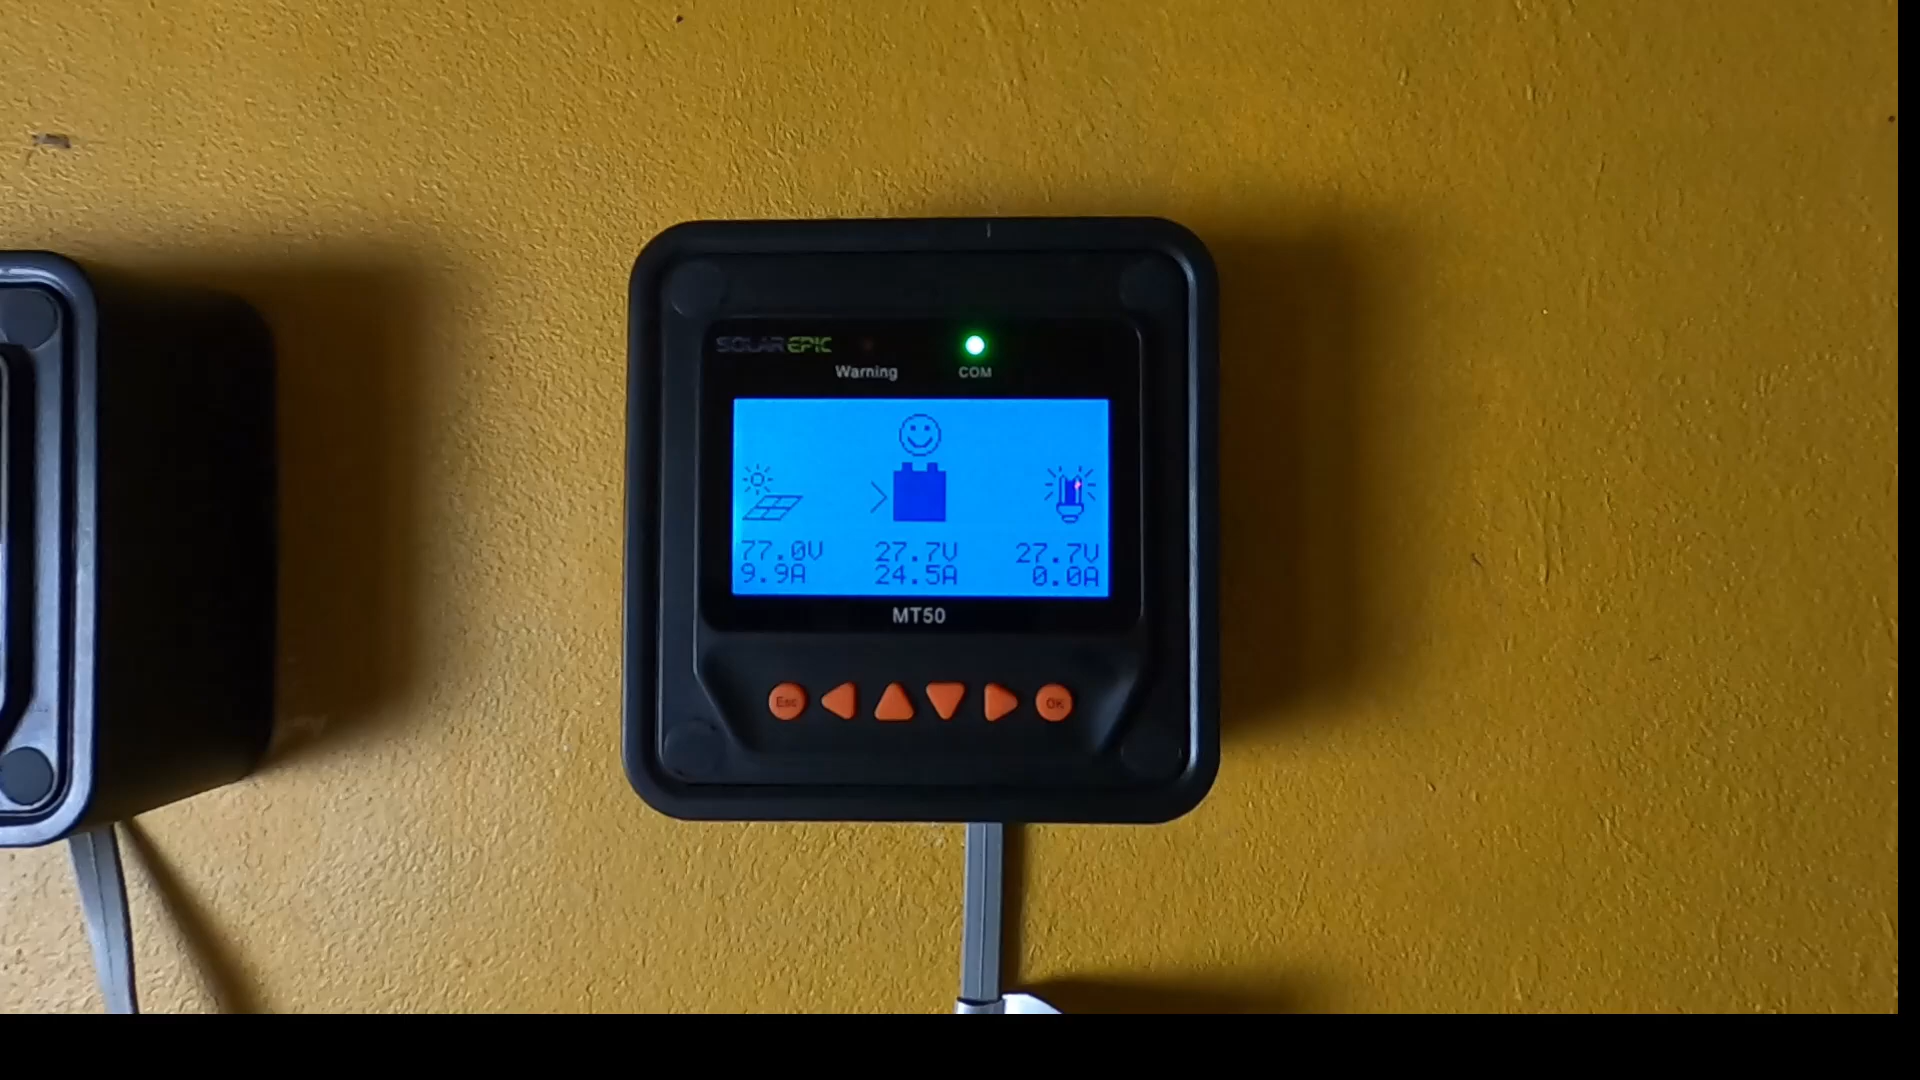 SOLAR EPIC
Warning COM
77.0V 27.7V 27.7V
9.9A 24.5A 0.0A
MT50
Esc OK